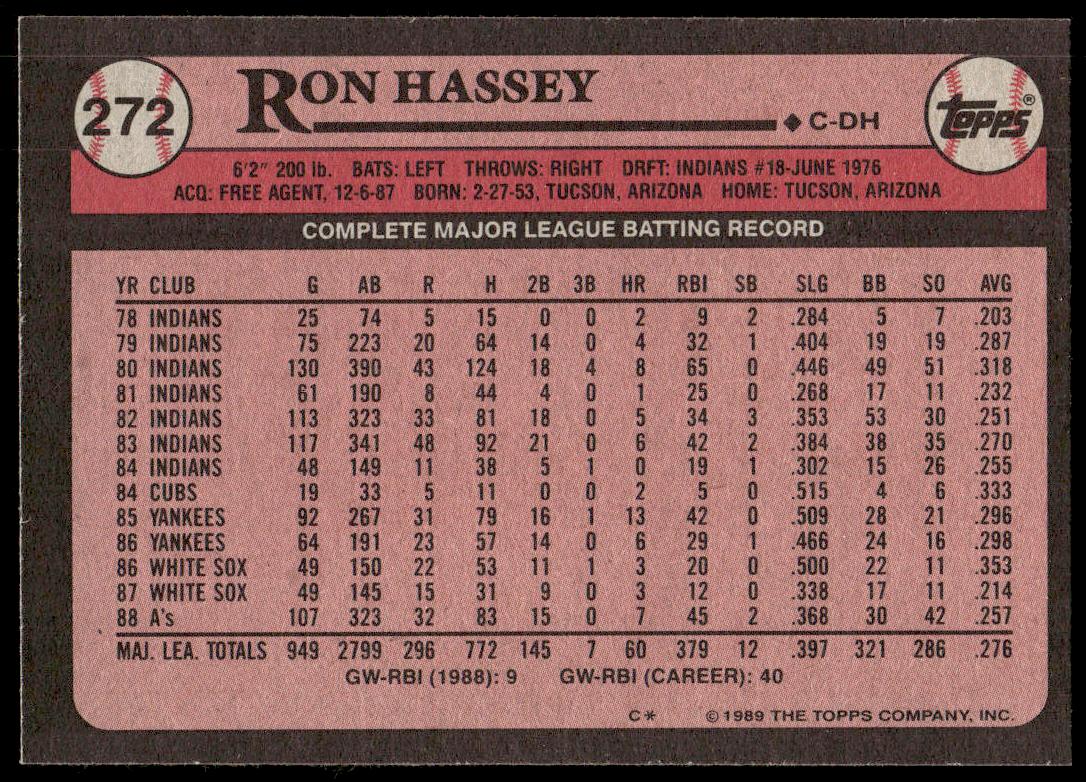 272 RON HASSEY ◆ C-DH TOPPS®
6'2" 200 lb. BATS: LEFT THROWS: RIGHT DRFT: INDIANS #18-JUNE 1976
ACQ: FREE AGENT, 12-6-87 BORN: 2-27-53, TUCSON, ARIZONA HOME: TUCSON, ARIZONA
COMPLETE MAJOR LEAGUE BATTING RECORD
YR CLUB G AB R H 2B 3B HR RBI SB SLG BB SO AVG
78 INDIANS 25 74 5 15 0 0 2 9 2 .284 5 7 .203
79 INDIANS 75 223 20 64 14 0 4 32 1 .404 19 19 .287
80 INDIANS 130 390 43 124 18 4 8 65 0 .446 49 51 .318
81 INDIANS 61 190 8 44 4 0 1 25 0 .268 17 11 .232
82 INDIANS 113 323 33 81 18 0 5 34 3 .353 53 30 .251
83 INDIANS 117 341 48 92 21 0 6 42 2 .384 38 35 .270
84 INDIANS 48 149 11 38 5 1 0 19 1 .302 15 26 .255
84 CUBS 19 33 5 11 0 0 2 5 0 .515 4 6 .333
85 YANKEES 92 267 31 79 16 1 13 42 0 .509 28 21 .296
86 YANKEES 64 191 23 57 14 0 6 29 1 .466 24 16 .298
86 WHITE SOX 49 150 22 53 11 1 3 20 0 .500 22 11 .353
87 WHITE SOX 49 145 15 31 9 0 3 12 0 .338 17 11 .214
88 A's 107 323 32 83 15 0 7 45 2 .368 30 42 .257
MAJ. LEA. TOTALS 949 2799 296 772 145 7 60 379 12 .397 321 286 .276
GW-RBI (1988): 9 GW-RBI (CAREER): 40
C* © 1989 THE TOPPS COMPANY, INC.